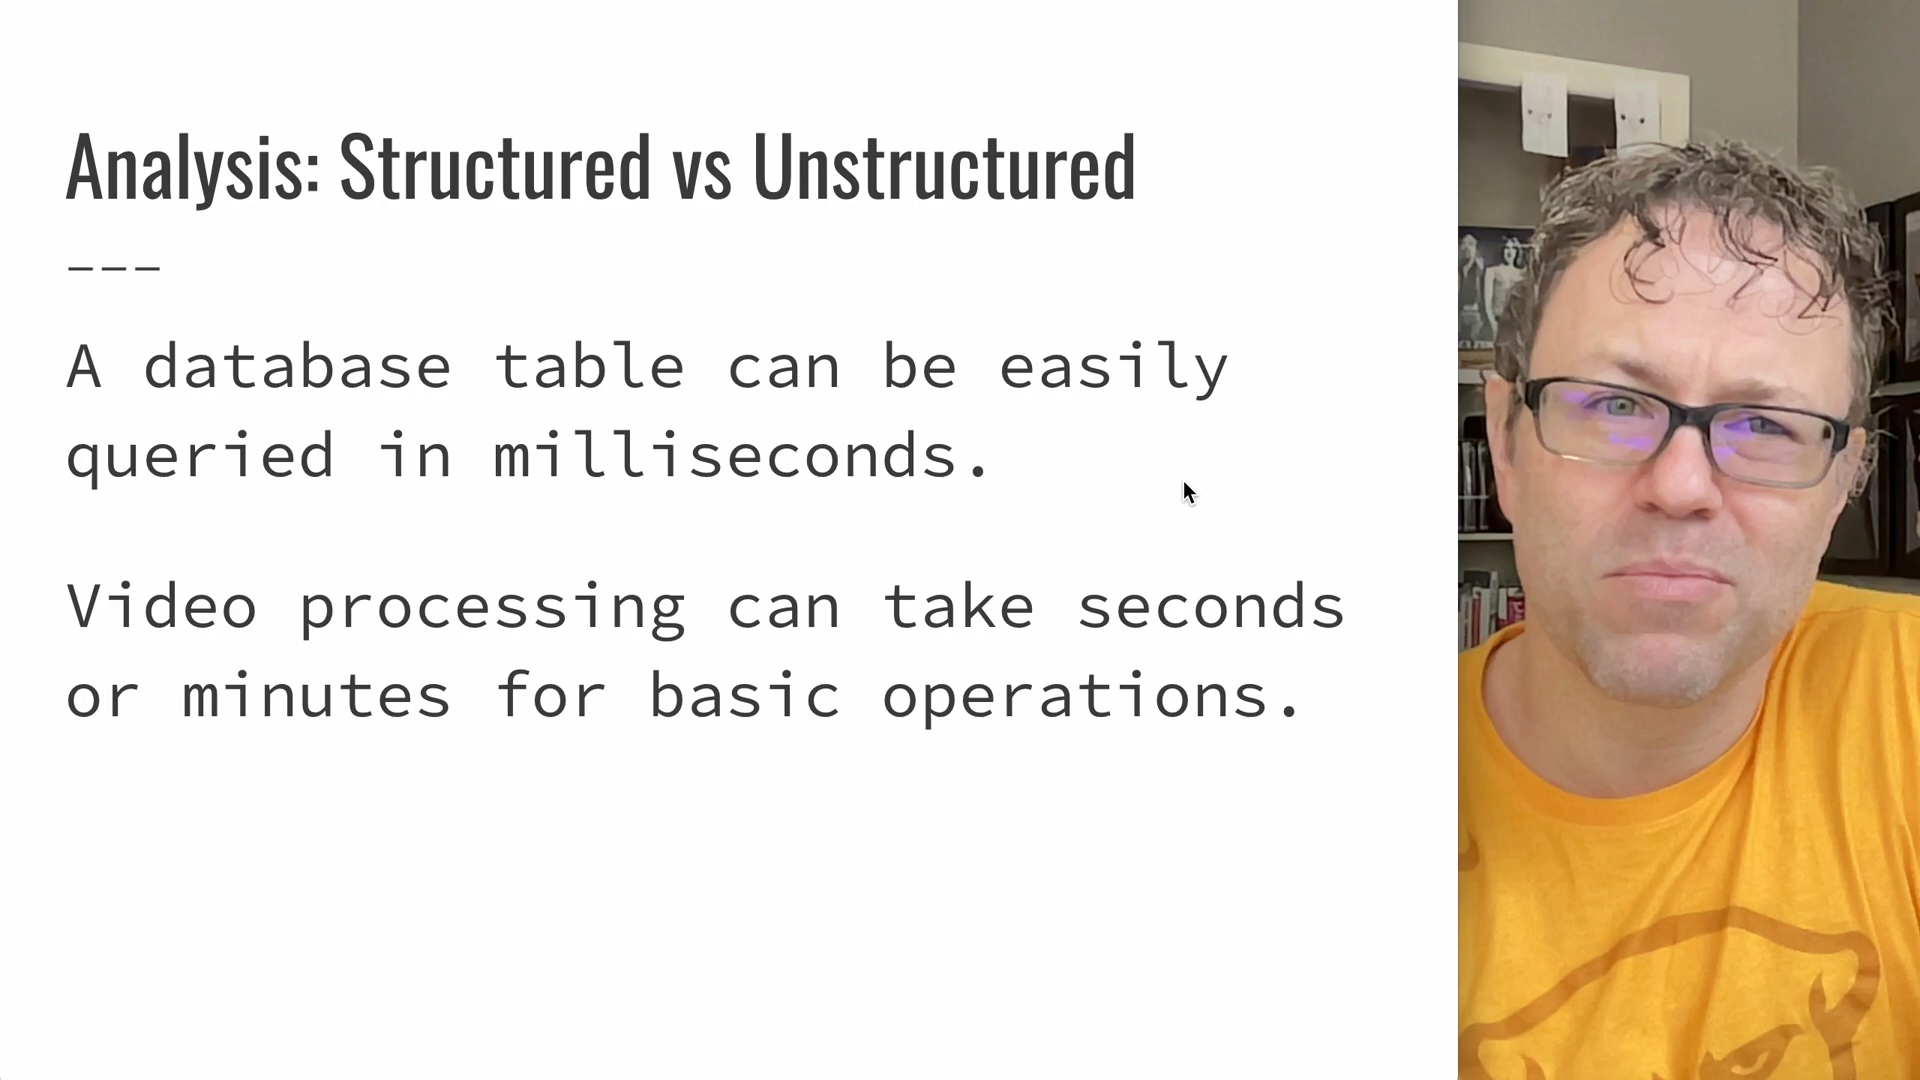 Analysis: Structured vs Unstructured
---
A database table can be easily
queried in milliseconds.
Video processing can take seconds
or minutes for basic operations.